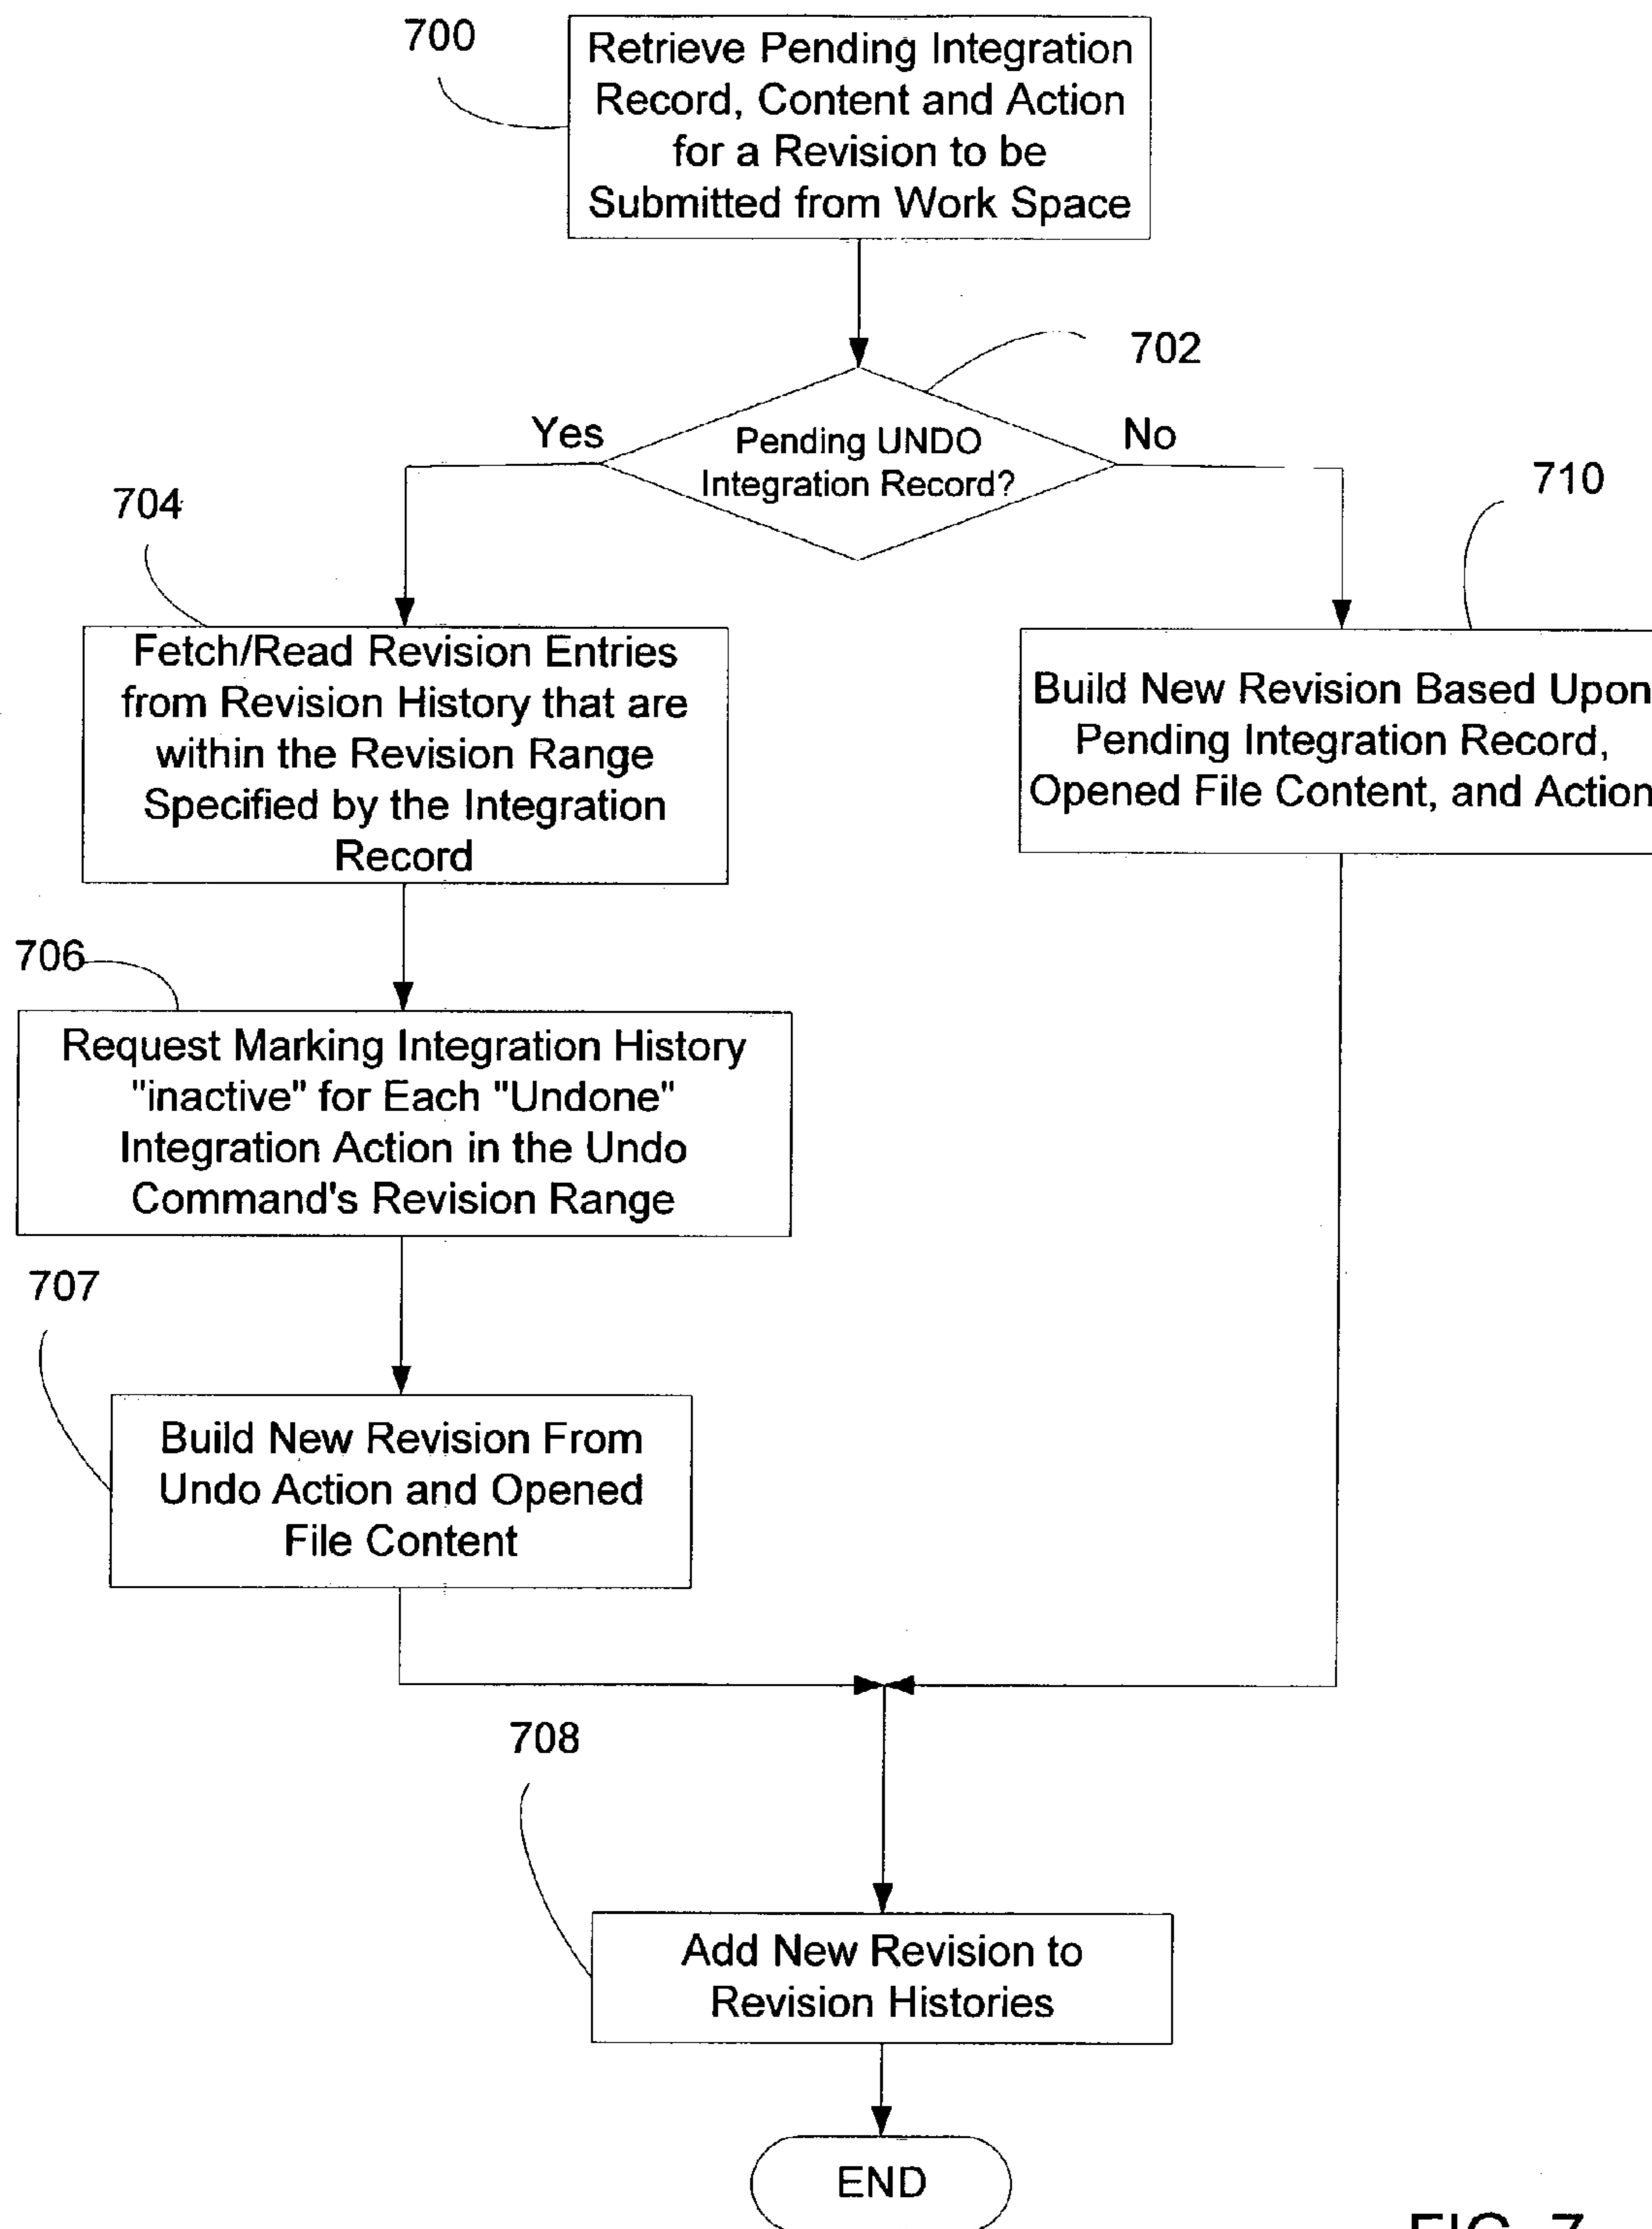 700
Retrieve Pending Integration
Record, Content and Action
for a Revision to be
Submitted from Work Space
702
Yes
Pending UNDO
Integration Record?
No
704
710
Fetch/Read Revision Entries
from Revision History that are
within the Revision Range
Specified by the Integration
Record
Build New Revision Based Upon
Pending Integration Record,
Opened File Content, and Action
706
Request Marking Integration History
"inactive" for Each "Undone"
Integration Action in the Undo
Command's Revision Range
707
Build New Revision From
Undo Action and Opened
File Content
708
Add New Revision to
Revision Histories
END
FIG. 7